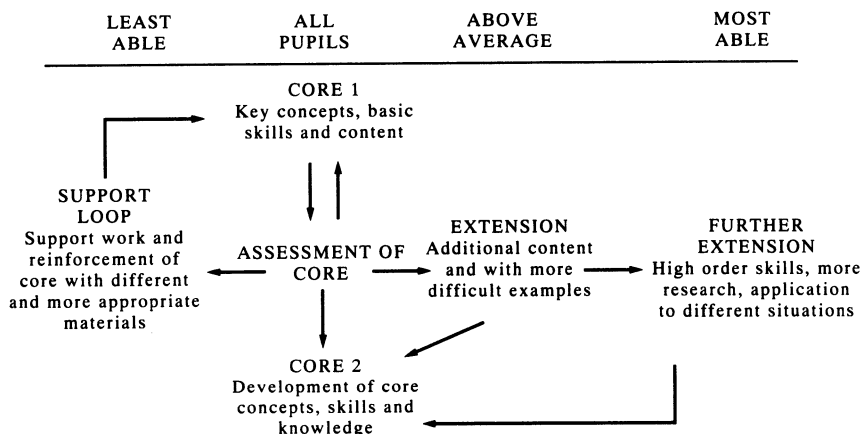 LEAST
ABLE
ALL
PUPILS
ABOVE
AVERAGE
MOST
ABLE
CORE 1
Key concepts, basic
skills and content
SUPPORT
LOOP
Support work and
reinforcement of
core with different
and more appropriate
materials
ASSESSMENT OF
CORE
EXTENSION
Additional content
and with more
difficult examples
FURTHER
EXTENSION
High order skills, more
research, application
to different situations
CORE 2
Development of core
concepts, skills and
knowledge